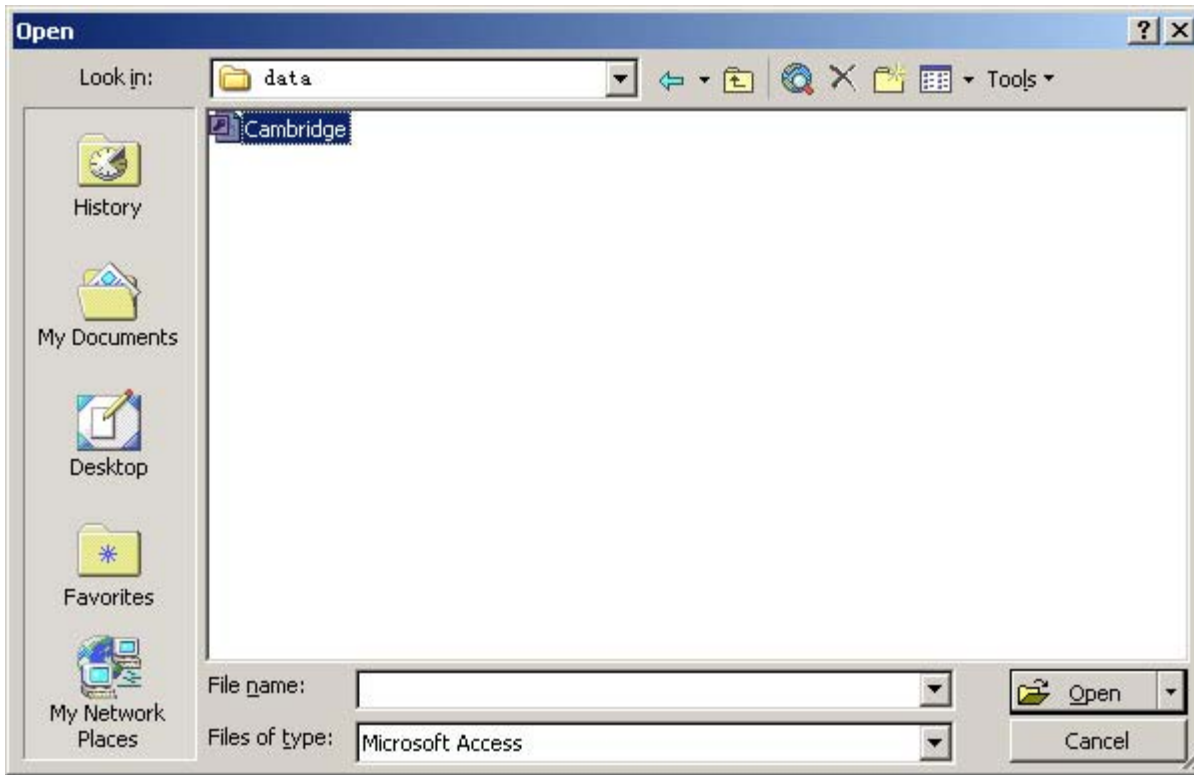 Open
Look in:
data
Tools
Cambridge
History
My Documents
Desktop
Favorites
My Network
Places
File name:
Open
Files of type:
Microsoft Access
Cancel